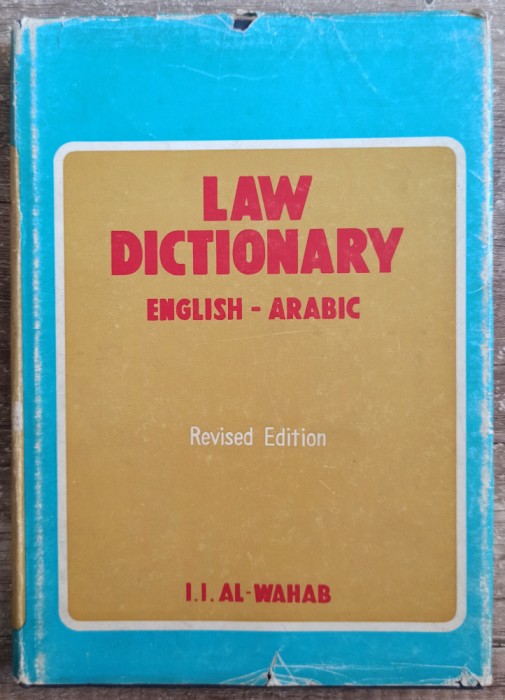 LAW
DICTIONARY
ENGLISH - ARABIC
Revised Edition
I.I. AL-WAHAB